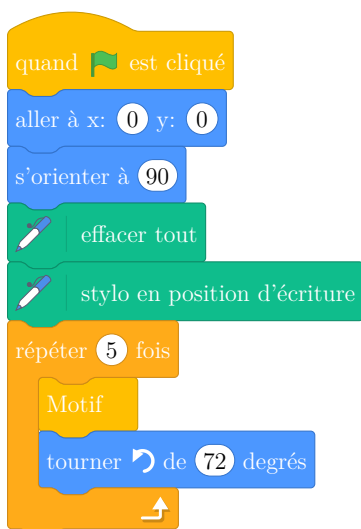 quand est cliqué
aller à x: 0 y: 0
s'orienter à 90
effacer tout
stylo en position d'écriture
répéter 5 fois
Motif
tourner de 72 degrés